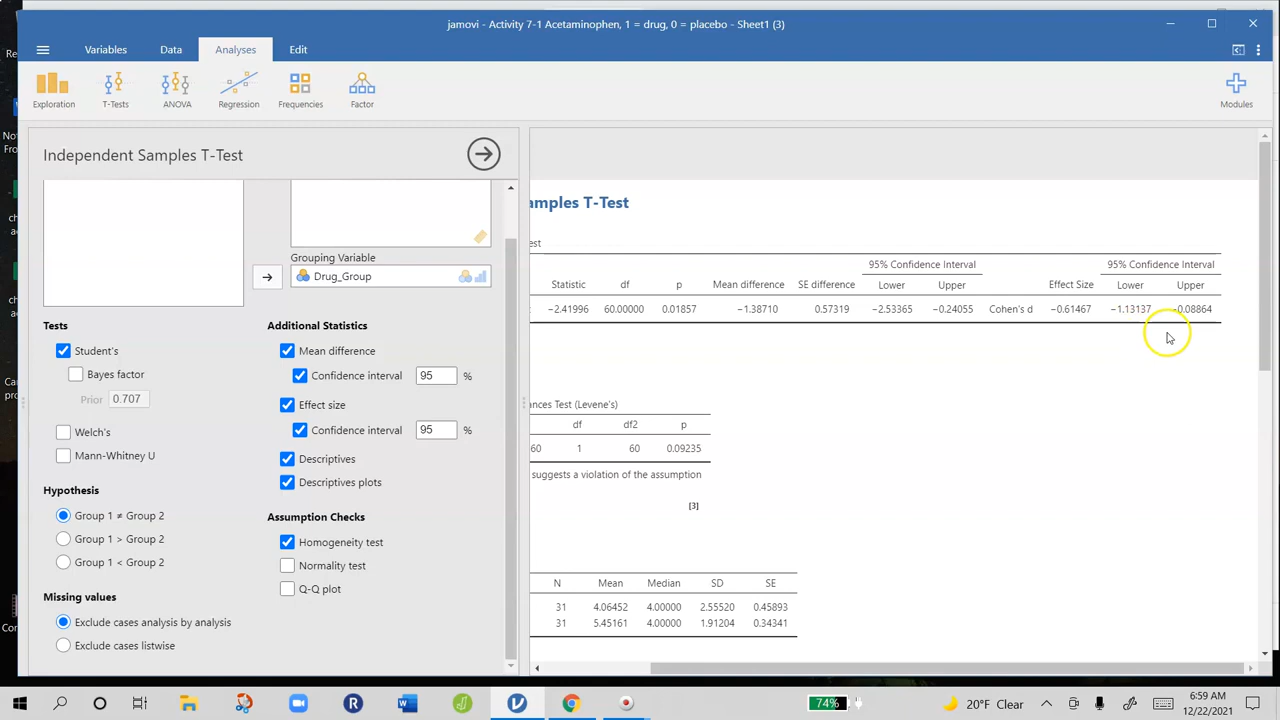 jamovi - Activity 7-1 Acetaminophen, 1 = drug, 0 = placebo - Sheet1 (3)
Variables Data Analyses Edit
Exploration T-Tests ANOVA Regression Frequencies Factor Modules
Independent Samples T-Test
Grouping Variable
Drug_Group
Tests
Student's
Bayes factor
Prior 0.707
Welch's
Mann-Whitney U
Hypothesis
Group 1 ≠ Group 2
Group 1 > Group 2
Group 1 < Group 2
Missing values
Exclude cases analysis by analysis
Exclude cases listwise
Additional Statistics
Mean difference
Confidence interval 95 %
Effect size
Confidence interval 95 %
Descriptives
Descriptives plots
Assumption Checks
Homogeneity test
Normality test
Q-Q plot
amples T-Test
est
95% Confidence Interval 95% Confidence Interval
Statistic df p Mean difference SE difference Lower Upper Effect Size Lower Upper
−2.41996 60.00000 0.01857 −1.38710 0.57319 −2.53365 −0.24055 Cohen's d −0.61467 −1.13137 −0.08864
ances Test (Levene's)
df df2 p
60 1 60 0.09235
suggests a violation of the assumption
[3]
N Mean Median SD SE
31 4.06452 4.00000 2.55520 0.45893
31 5.45161 4.00000 1.91204 0.34341
74% 20°F Clear 6:59 AM
12/22/2021